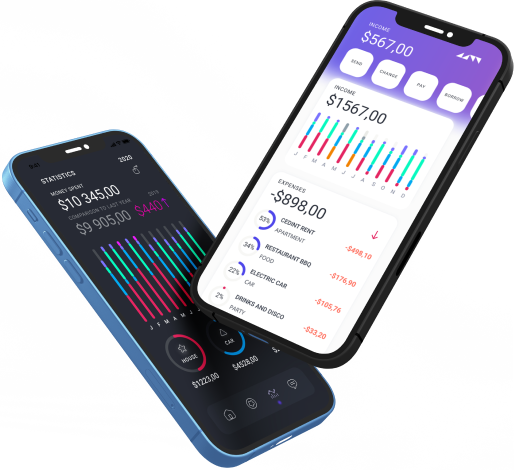 INCOME
$567,00
SEND
CHANGE
PAY
BORROW
INCOME
$1567,00
J F M A M J J A S O N D
EXPENSES
-$898,00
53%
CEDINT RENT
APARTMENT
-$498,10
34%
RESTAURANT BBQ
FOOD
-$176,90
22%
ELECTRIC CAR
CAR
-$105,76
2%
DRINKS AND DISCO
PARTY
-$33,20
STATISTICS
2020
MONEY SPENT
$10 345,00
COMPARISON TO LAST YEAR
2019
$9 905,00
$440
J F M A M J J
HOUSE
CAR
$1223,00
$4528,00